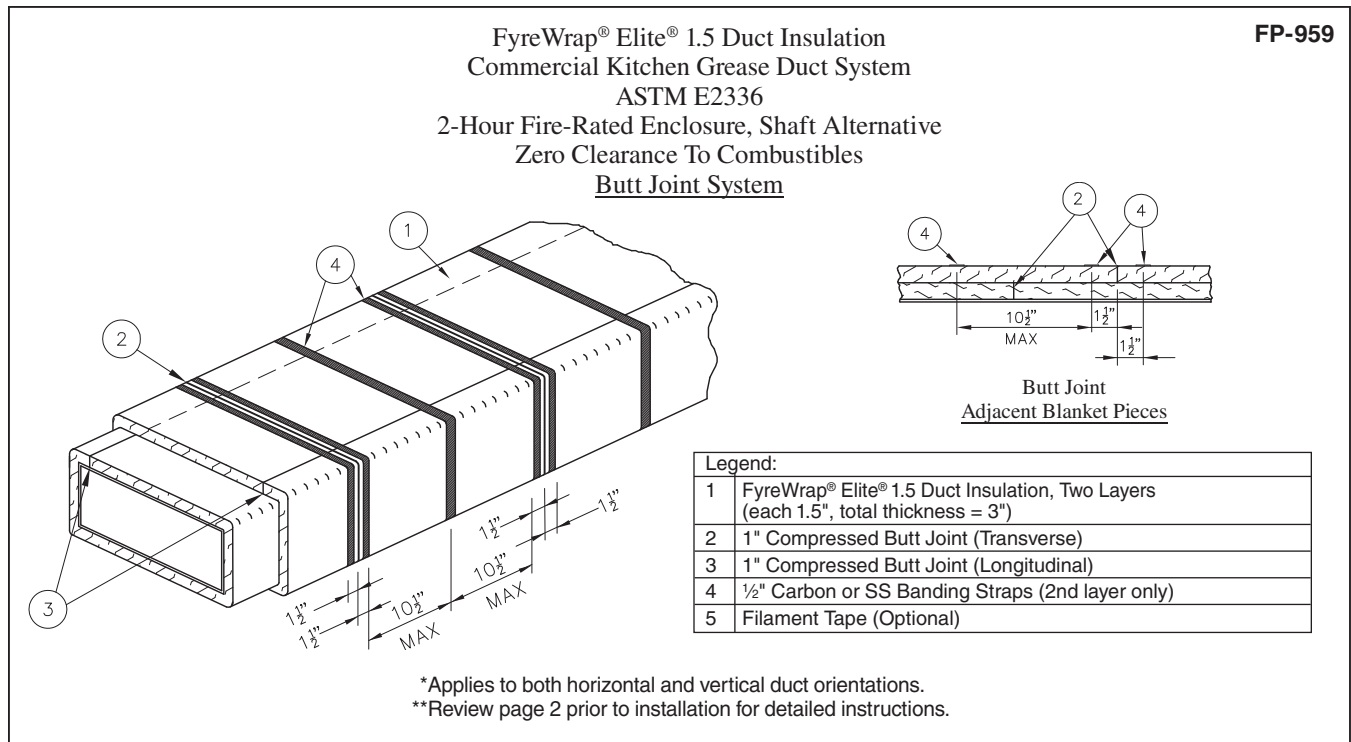 FyreWrap® Elite® 1.5 Duct Insulation
FP-959
Commercial Kitchen Grease Duct System
ASTM E2336
2-Hour Fire-Rated Enclosure, Shaft Alternative
Zero Clearance To Combustibles
Butt Joint System
1
4
2
3
1½"
1½"
10½"
MAX
10½"
MAX
1½"
1½"
2
4
4
10½"
MAX
1½"
1½"
Butt Joint
Adjacent Blanket Pieces
Legend:
1 FyreWrap® Elite® 1.5 Duct Insulation, Two Layers
(each 1.5", total thickness = 3")
2 1" Compressed Butt Joint (Transverse)
3 1" Compressed Butt Joint (Longitudinal)
4 ½" Carbon or SS Banding Straps (2nd layer only)
5 Filament Tape (Optional)
*Applies to both horizontal and vertical duct orientations.
**Review page 2 prior to installation for detailed instructions.